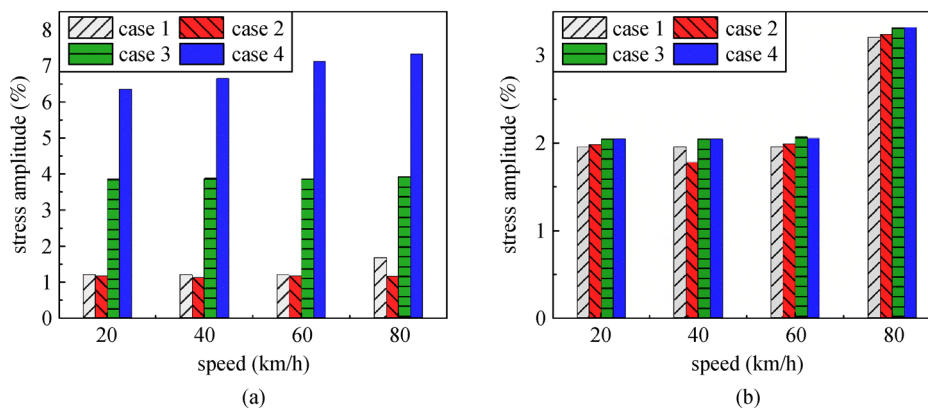 case 1 case 2
case 3 case 4
8
7
6
5
4
3
2
1
0
stress amplitude (%)
20 40 60 80
speed (km/h)
(a)
case 1 case 2
case 3 case 4
3
2
1
0
stress amplitude (%)
20 40 60 80
speed (km/h)
(b)